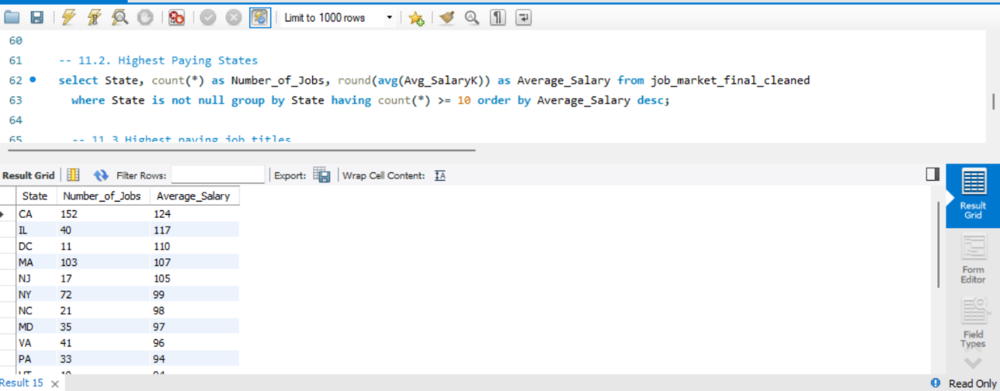 Limit to 1000 rows
60
61 -- 11.2. Highest Paying States
62 select State, count(*) as Number_of_Jobs, round(avg(Avg_SalaryK)) as Average_Salary from job_market_final_cleaned
63 where State is not null group by State having count(*) >= 10 order by Average_Salary desc;
64
65 -- 11.3 Highest paying job titles
Result Grid Filter Rows: Export: Wrap Cell Content:
State Number_of_Jobs Average_Salary
CA 152 124
IL 40 117
DC 11 110
MA 103 107
NJ 17 105
NY 72 99
NC 21 98
MD 35 97
VA 41 96
PA 33 94
Result
Grid
Form
Editor
Field
Types
Result 15
Read Only